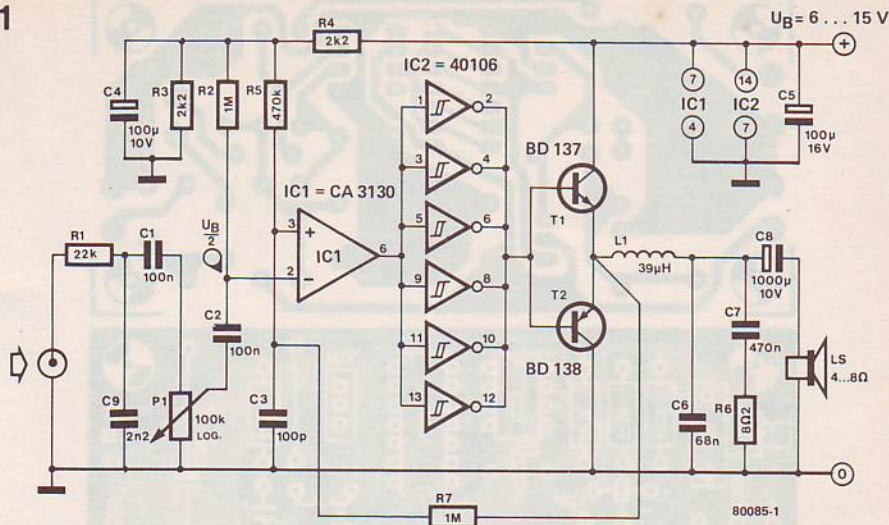 1
U_B = 6 ... 15 V
R4
2k2
+
IC2 = 40106
C4
100µ
10V
R3
2k2
R2
1M
R5
470k
7
IC1
4
14
IC2
7
C5
100µ
16V
1
2
3
4
5
6
9
8
11
10
13
12
BD 137
T1
IC1 = CA 3130
3
+
IC1
6
2
−
U_B
2
R1
22k
C1
100n
C2
100n
L1
39µH
C8
1000µ
10V
T2
BD 138
C7
470n
LS
4...8Ω
C9
2n2
P1
100k
LOG.
C3
100p
C6
68n
R6
8Ω2
0
R7
1M
80085-1